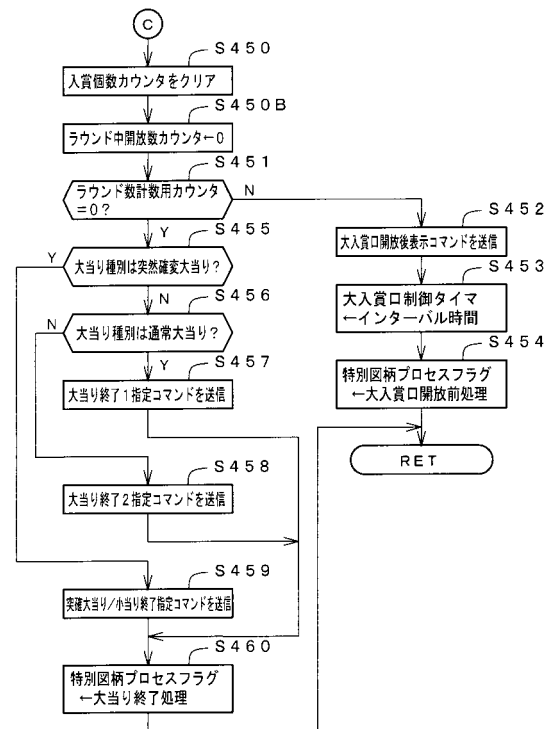 C
S450
入賞個数カウンタをクリア
S450B
ラウンド中開放数カウンタ←0
S451
ラウンド数計数用カウンタ
=0?
N
Y
S452
大入賞口開放後表示コマンドを送信
S453
大入賞口制御タイマ
←インターバル時間
S454
特別図柄プロセスフラグ
←大入賞口開放前処理
RET
S455
Y
大当り種別は突然確変大当り?
N
S456
N
大当り種別は通常大当り?
Y
S457
大当り終了1指定コマンドを送信
S458
大当り終了2指定コマンドを送信
S459
突確大当り/小当り終了指定コマンドを送信
S460
特別図柄プロセスフラグ
←大当り終了処理